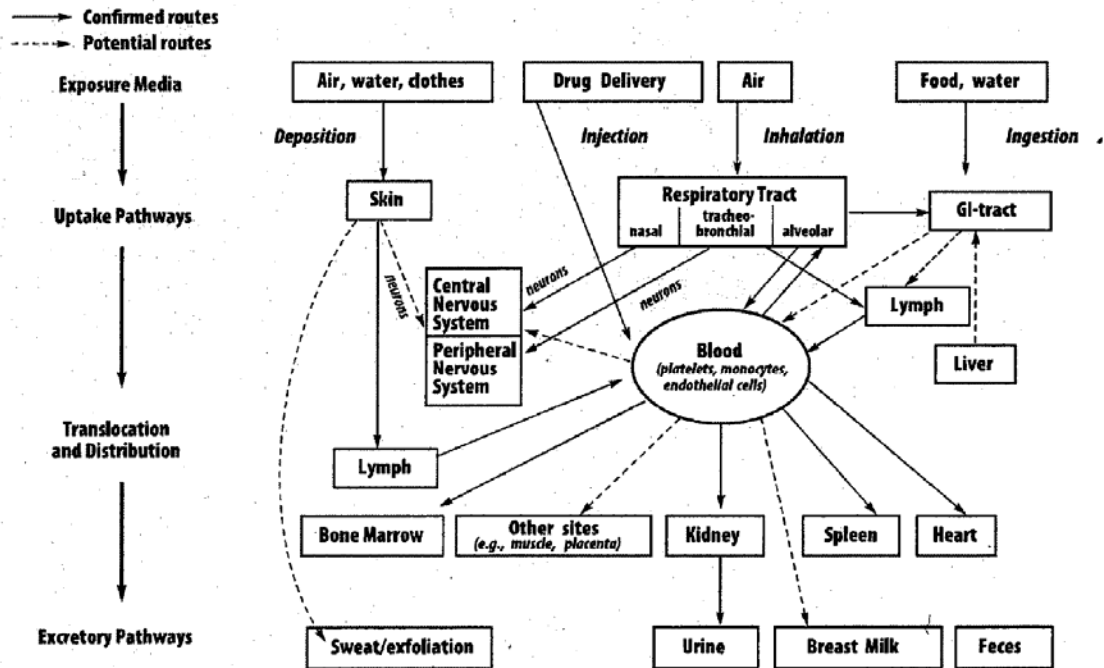 Confirmed routes
Potential routes
Exposure Media
Uptake Pathways
Translocation
and Distribution
Excretory Pathways
Air, water, clothes
Drug Delivery
Air
Food, water
Deposition
Injection
Inhalation
Ingestion
Skin
Respiratory Tract
nasal
tracheo-
bronchial
alveolar
GI-tract
neurons
neurons
neurons
Central
Nervous
System
Peripheral
Nervous
System
Lymph
Blood
(platelets, monocytes,
endothelial cells)
Liver
Lymph
Bone Marrow
Other sites
(e.g., muscle, placenta)
Kidney
Spleen
Heart
Sweat/exfoliation
Urine
Breast Milk
Feces